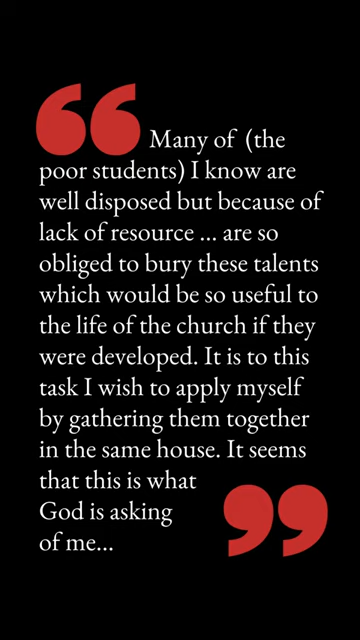 Many of (the
poor students) I know are
well disposed but because of
lack of resource ... are so
obliged to bury these talents
which would be so useful to
the life of the church if they
were developed. It is to this
task I wish to apply myself
by gathering them together
in the same house. It seems
that this is what
God is asking
of me...